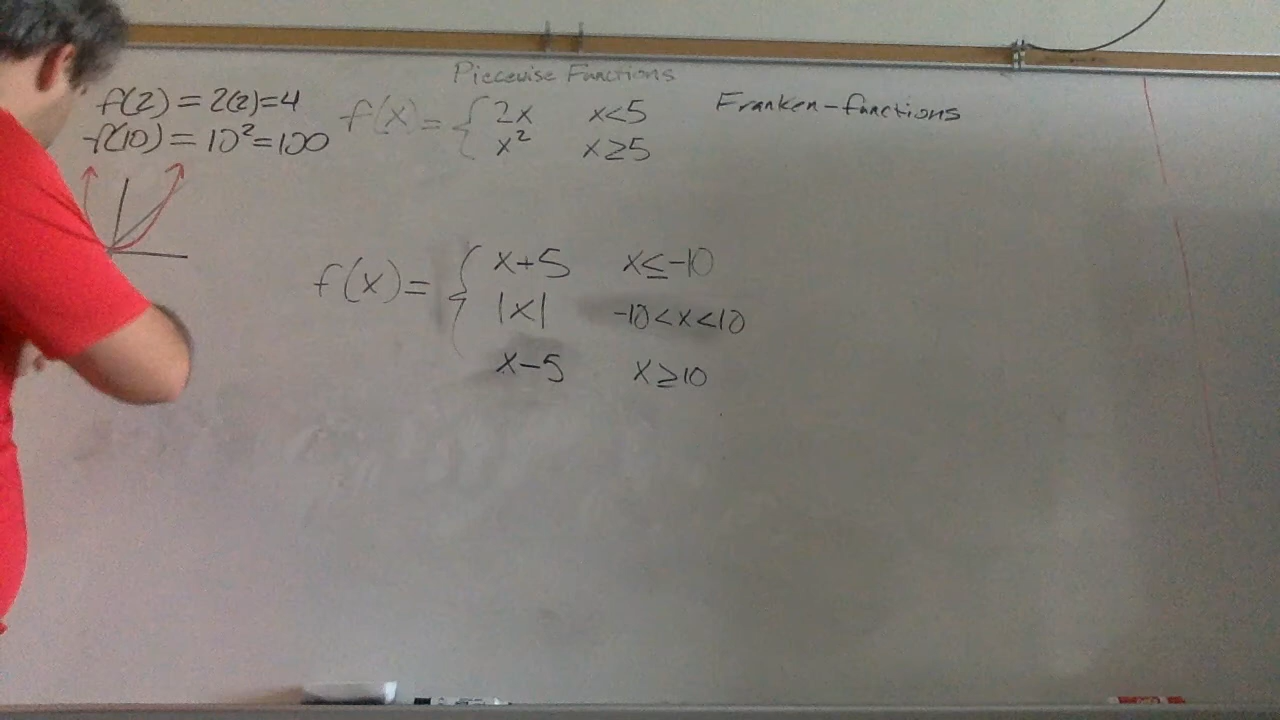 Piecewise Functions
f(2) = 2(2)=4
f(10) = 10²=100
f(x) = { 2x x<5
x² x≥5
Franken-functions
f(x) = { x+5 x≤-10
|x| -10<x<10
x-5 x≥10